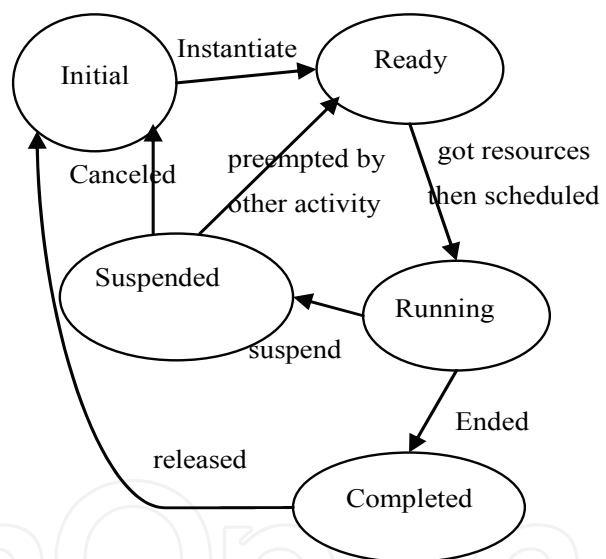 Instantiate
Initial
Ready
Canceled
preempted by
other activity
got resources
then scheduled
Suspended
Running
suspend
Ended
released
Completed